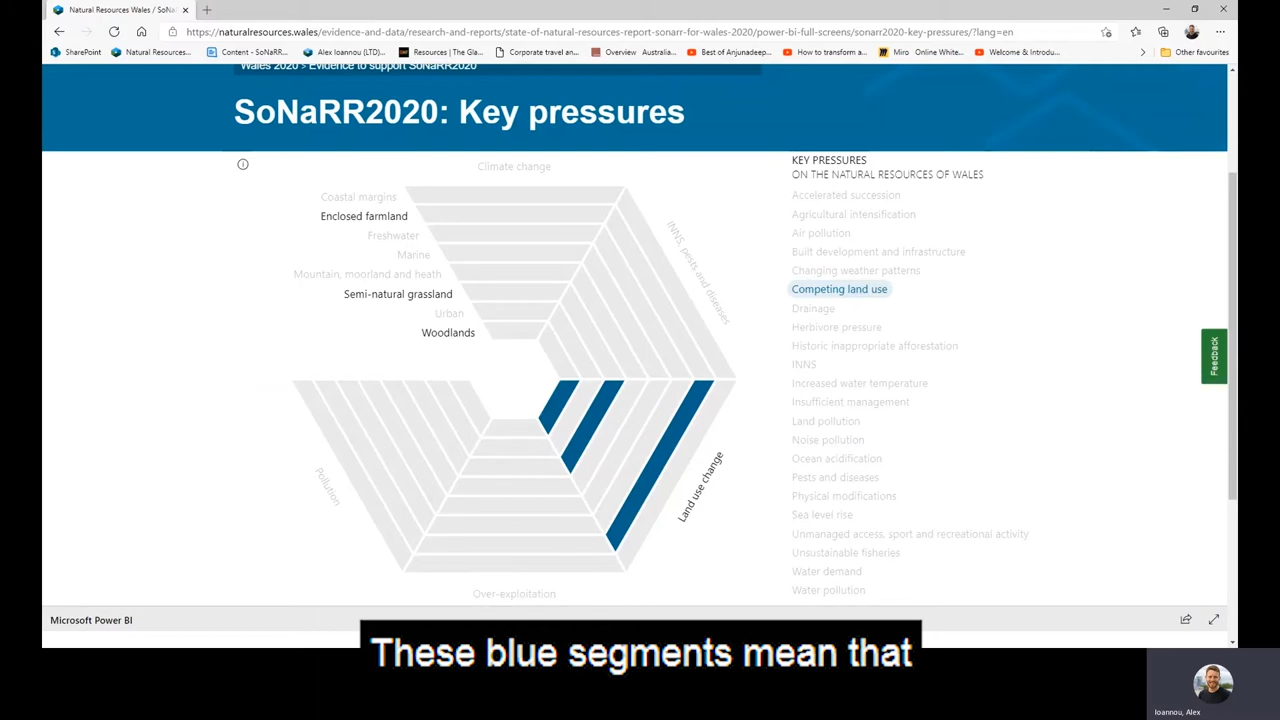 Natural Resources Wales / SoNaR
https://naturalresources.wales/evidence-and-data/research-and-reports/state-of-natural-resources-report-sonarr-for-wales-2020/power-bi-full-screens/sonarr2020-key-pressures/?lang=en
SharePoint
Natural Resources...
Content - SoNaRR...
Alex Ioannou (LTD)...
Resources | The Gla...
Corporate travel an...
Overview Australia...
Best of Anjunadeep...
How to transform a...
Miro Online White...
Welcome & Introdu...
Other favourites
Wales 2020 > Evidence to support SoNaRR2020
SoNaRR2020: Key pressures
Climate change
Coastal margins
Enclosed farmland
Freshwater
Marine
Mountain, moorland and heath
Semi-natural grassland
Urban
Woodlands
INNS, pests and diseases
Land use change
Over-exploitation
Pollution
KEY PRESSURES
ON THE NATURAL RESOURCES OF WALES
Accelerated succession
Agricultural intensification
Air pollution
Built development and infrastructure
Changing weather patterns
Competing land use
Drainage
Herbivore pressure
Historic inappropriate afforestation
INNS
Increased water temperature
Insufficient management
Land pollution
Noise pollution
Ocean acidification
Pests and diseases
Physical modifications
Sea level rise
Unmanaged access, sport and recreational activity
Unsustainable fisheries
Water demand
Water pollution
Feedback
Microsoft Power BI
These blue segments mean that
Ioannou, Alex